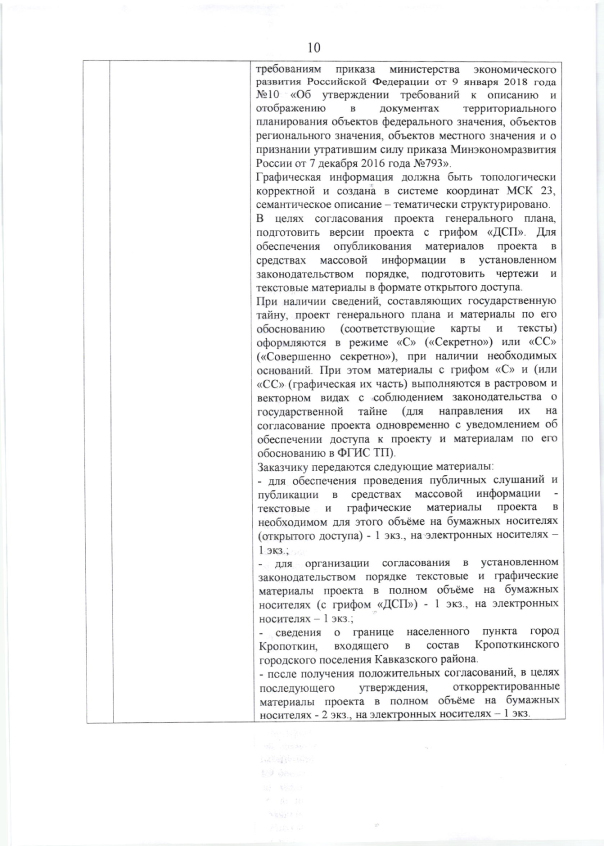 10
требованиям приказа министерства экономического
развития Российской Федерации от 9 января 2018 года
№10 «Об утверждении требований к описанию и
отображению в документах территориального
планирования объектов федерального значения, объектов
регионального значения, объектов местного значения и о
признании утратившим силу приказа Минэкономразвития
России от 7 декабря 2016 года №793».
Графическая информация должна быть топологически
корректной и создана в системе координат МСК 23,
семантическое описание – тематически структурировано.
В целях согласования проекта генерального плана,
подготовить версии проекта с грифом «ДСП». Для
обеспечения опубликования материалов проекта в
средствах массовой информации в установленном
законодательством порядке, подготовить чертежи и
текстовые материалы в формате открытого доступа.
При наличии сведений, составляющих государственную
тайну, проект генерального плана и материалы по его
обоснованию (соответствующие карты и тексты)
оформляются в режиме «С» («Секретно») или «СС»
(«Совершенно секретно»), при наличии необходимых
оснований. При этом материалы с грифом «С» и (или
«СС» (графическая их часть) выполняются в растровом и
векторном видах с соблюдением законодательства о
государственной тайне (для направления их на
согласование проекта одновременно с уведомлением об
обеспечении доступа к проекту и материалам по его
обоснованию в ФГИС ТП).
Заказчику передаются следующие материалы:
- для обеспечения проведения публичных слушаний и
публикации в средствах массовой информации -
текстовые и графические материалы проекта в
необходимом для этого объёме на бумажных носителях
(открытого доступа) - 1 экз., на электронных носителях –
1 экз.;
- для организации согласования в установленном
законодательством порядке текстовые и графические
материалы проекта в полном объёме на бумажных
носителях (с грифом «ДСП») - 1 экз., на электронных
носителях – 1 экз.;
- сведения о границе населенного пункта город
Кропоткин, входящего в состав Кропоткинского
городского поселения Кавказского района.
- после получения положительных согласований, в целях
последующего утверждения, откорректированные
материалы проекта в полном объёме на бумажных
носителях - 2 экз., на электронных носителях – 1 экз.